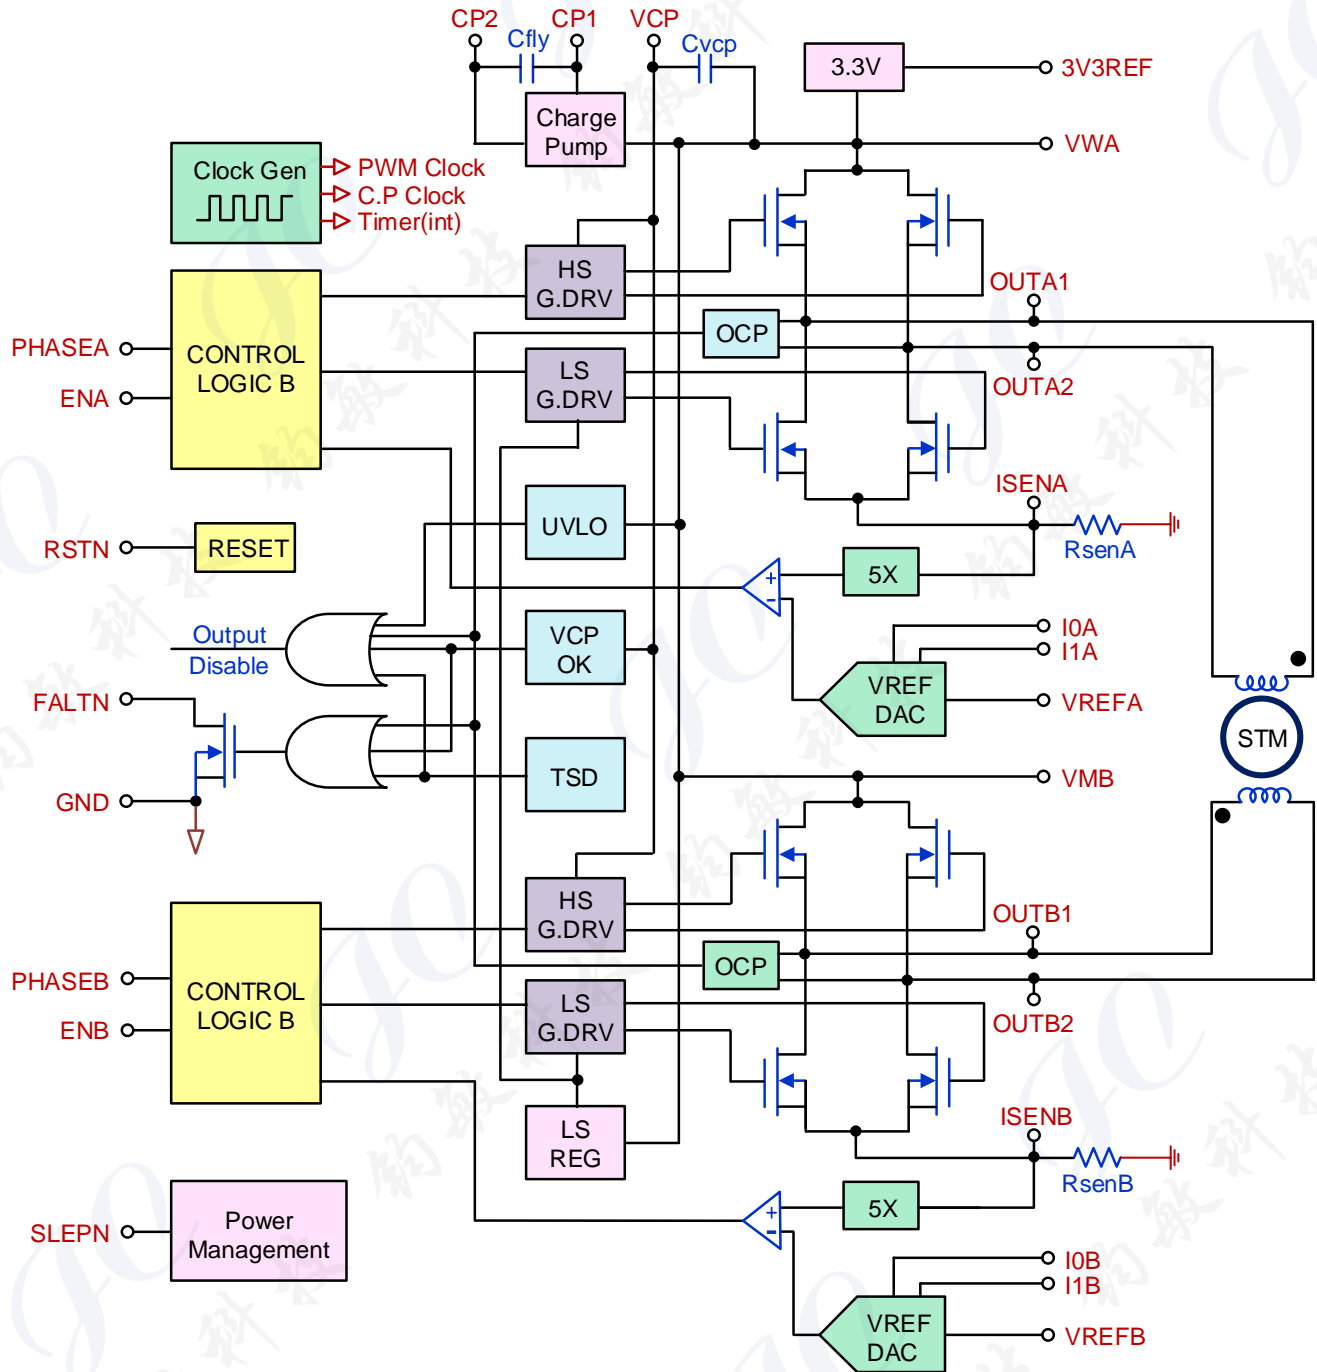 CP2
CP1
VCP
Cfly
Cvcp
3.3V
3V3REF
Charge
Pump
VWA
Clock Gen
PWM Clock
C.P Clock
Timer(int)
HS
G.DRV
OUTA1
PHASEA
CONTROL
LOGIC B
OCP
LS
G.DRV
OUTA2
ENA
ISENA
UVLO
RSTN
RESET
RsenA
5X
+
-
Output
Disable
VCP
OK
I0A
I1A
FALTN
VREF
DAC
VREFA
STM
TSD
VMB
GND
HS
G.DRV
OUTB1
OCP
PHASEB
CONTROL
LOGIC B
LS
G.DRV
OUTB2
ENB
ISENB
LS
REG
RsenB
5X
+
-
SLEPN
Power
Management
I0B
I1B
VREF
DAC
VREFB